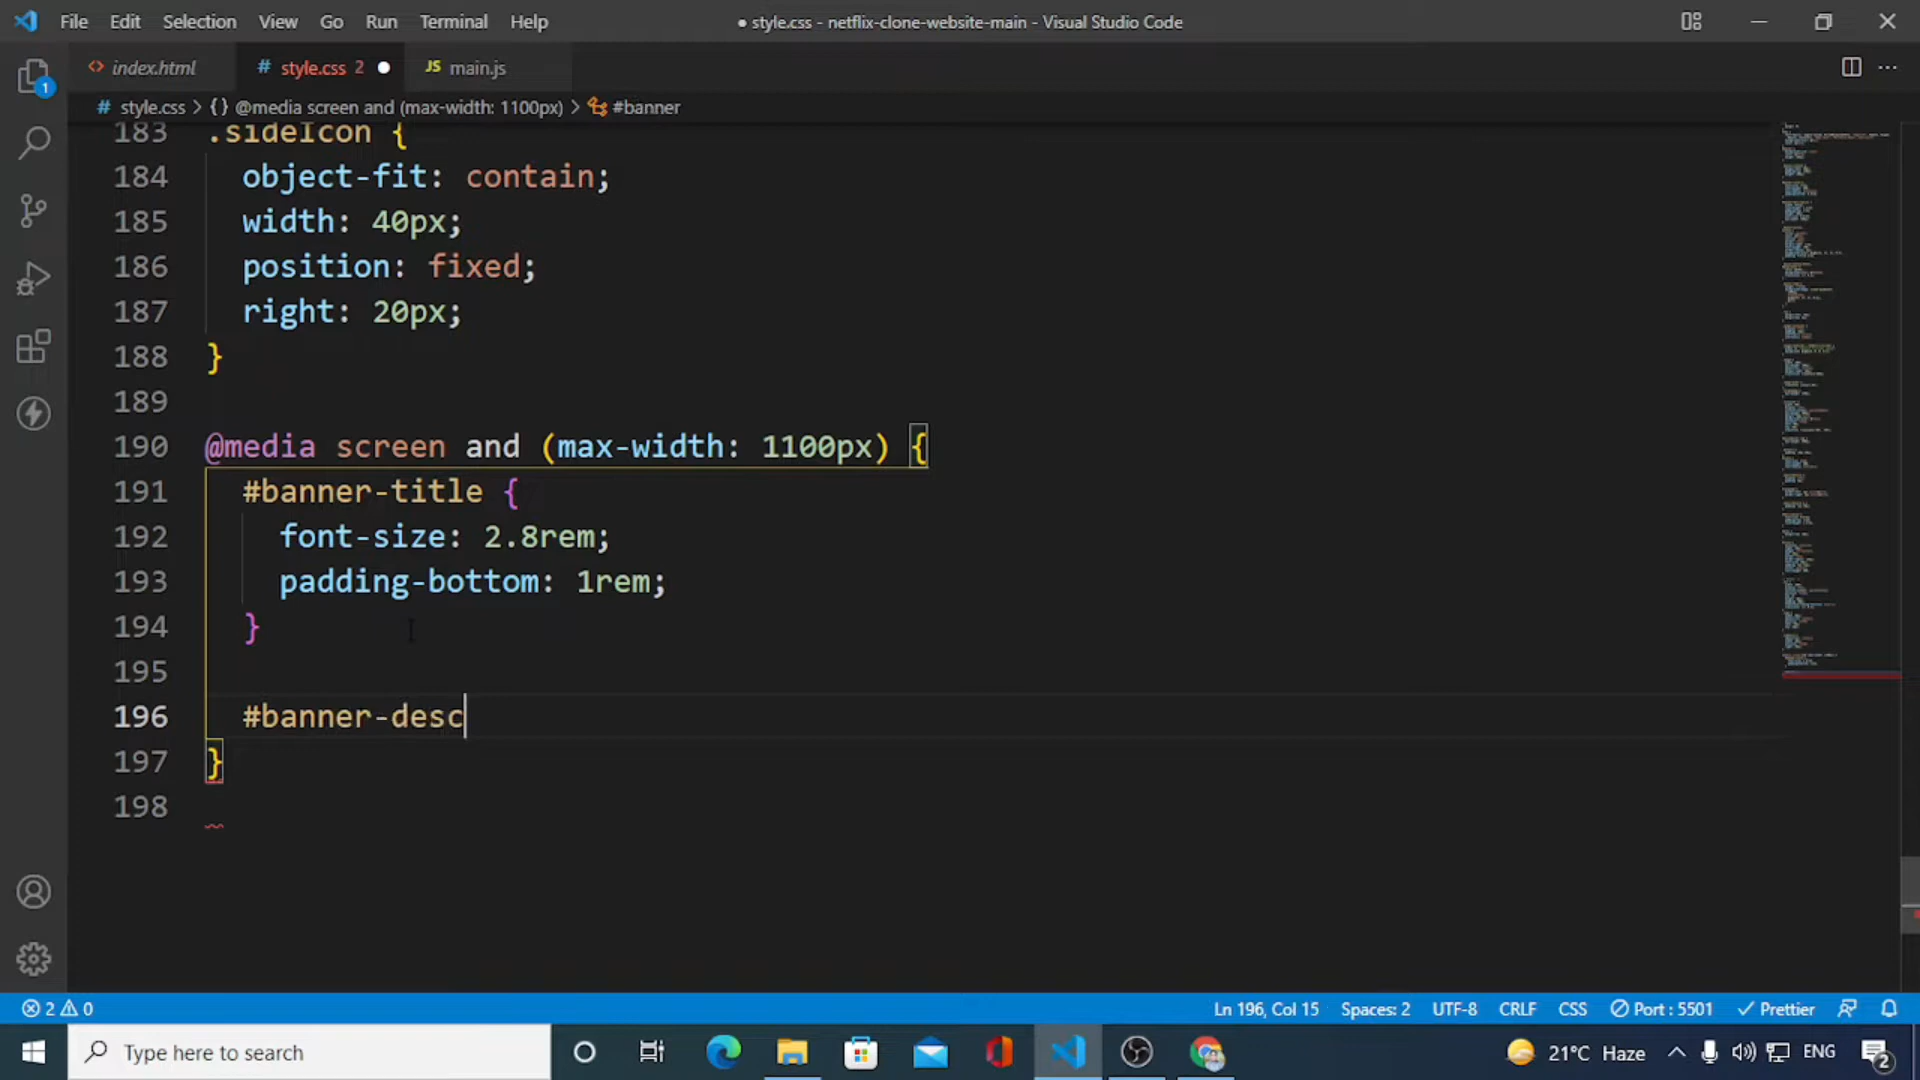 File Edit Selection View Go Run Terminal Help
● style.css - netflix-clone-website-main - Visual Studio Code
<> index.html # style.css 2 ● JS main.js
# style.css > {} @media screen and (max-width: 1100px) > #banner
183 .sideIcon {
184 object-fit: contain;
185 width: 40px;
186 position: fixed;
187 right: 20px;
188 }
189
190 @media screen and (max-width: 1100px) {
191 #banner-title {
192 font-size: 2.8rem;
193 padding-bottom: 1rem;
194 }
195
196 #banner-desc
197 }
198
1
2 0 Ln 196, Col 15 Spaces: 2 UTF-8 CRLF CSS Port : 5501 Prettier
Type here to search 21°C Haze ENG 2